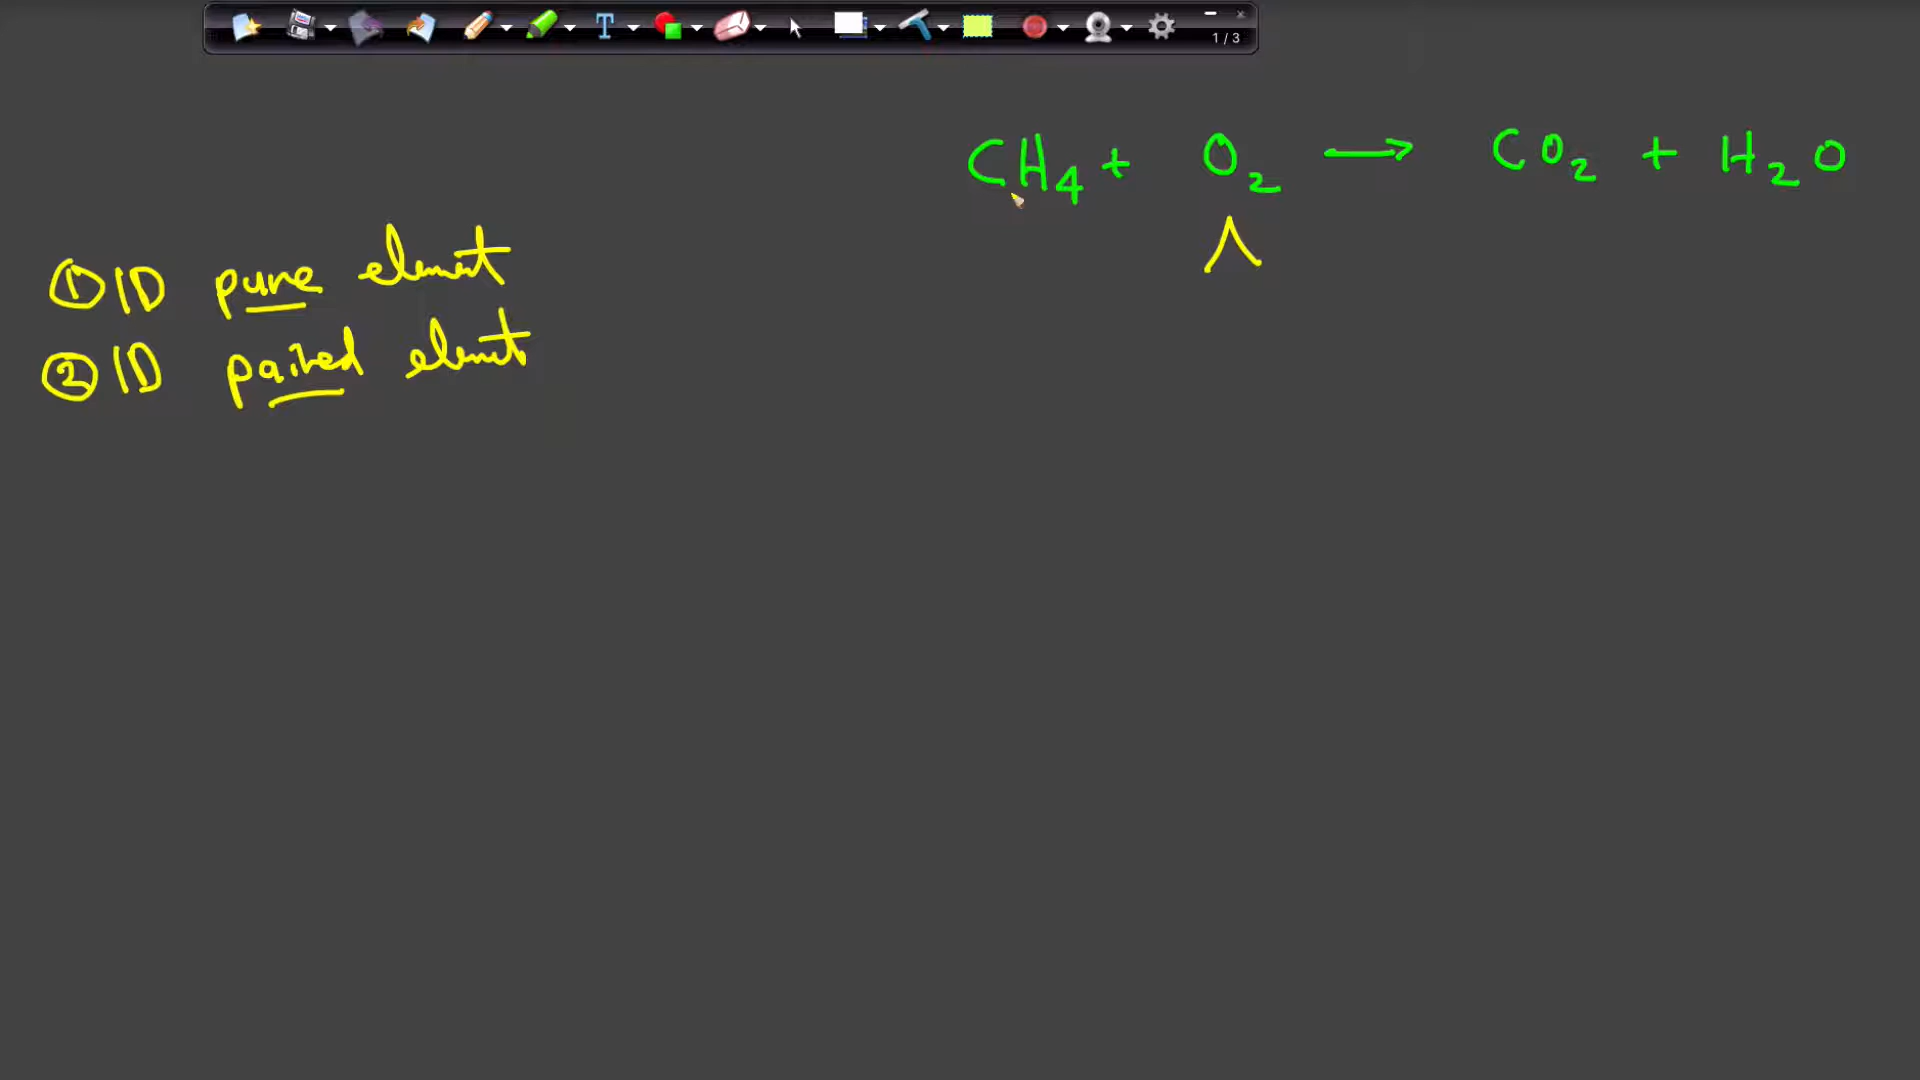 1 / 3
CH4 + O2 → CO2 + H2O
① ID pure element
② ID paired element